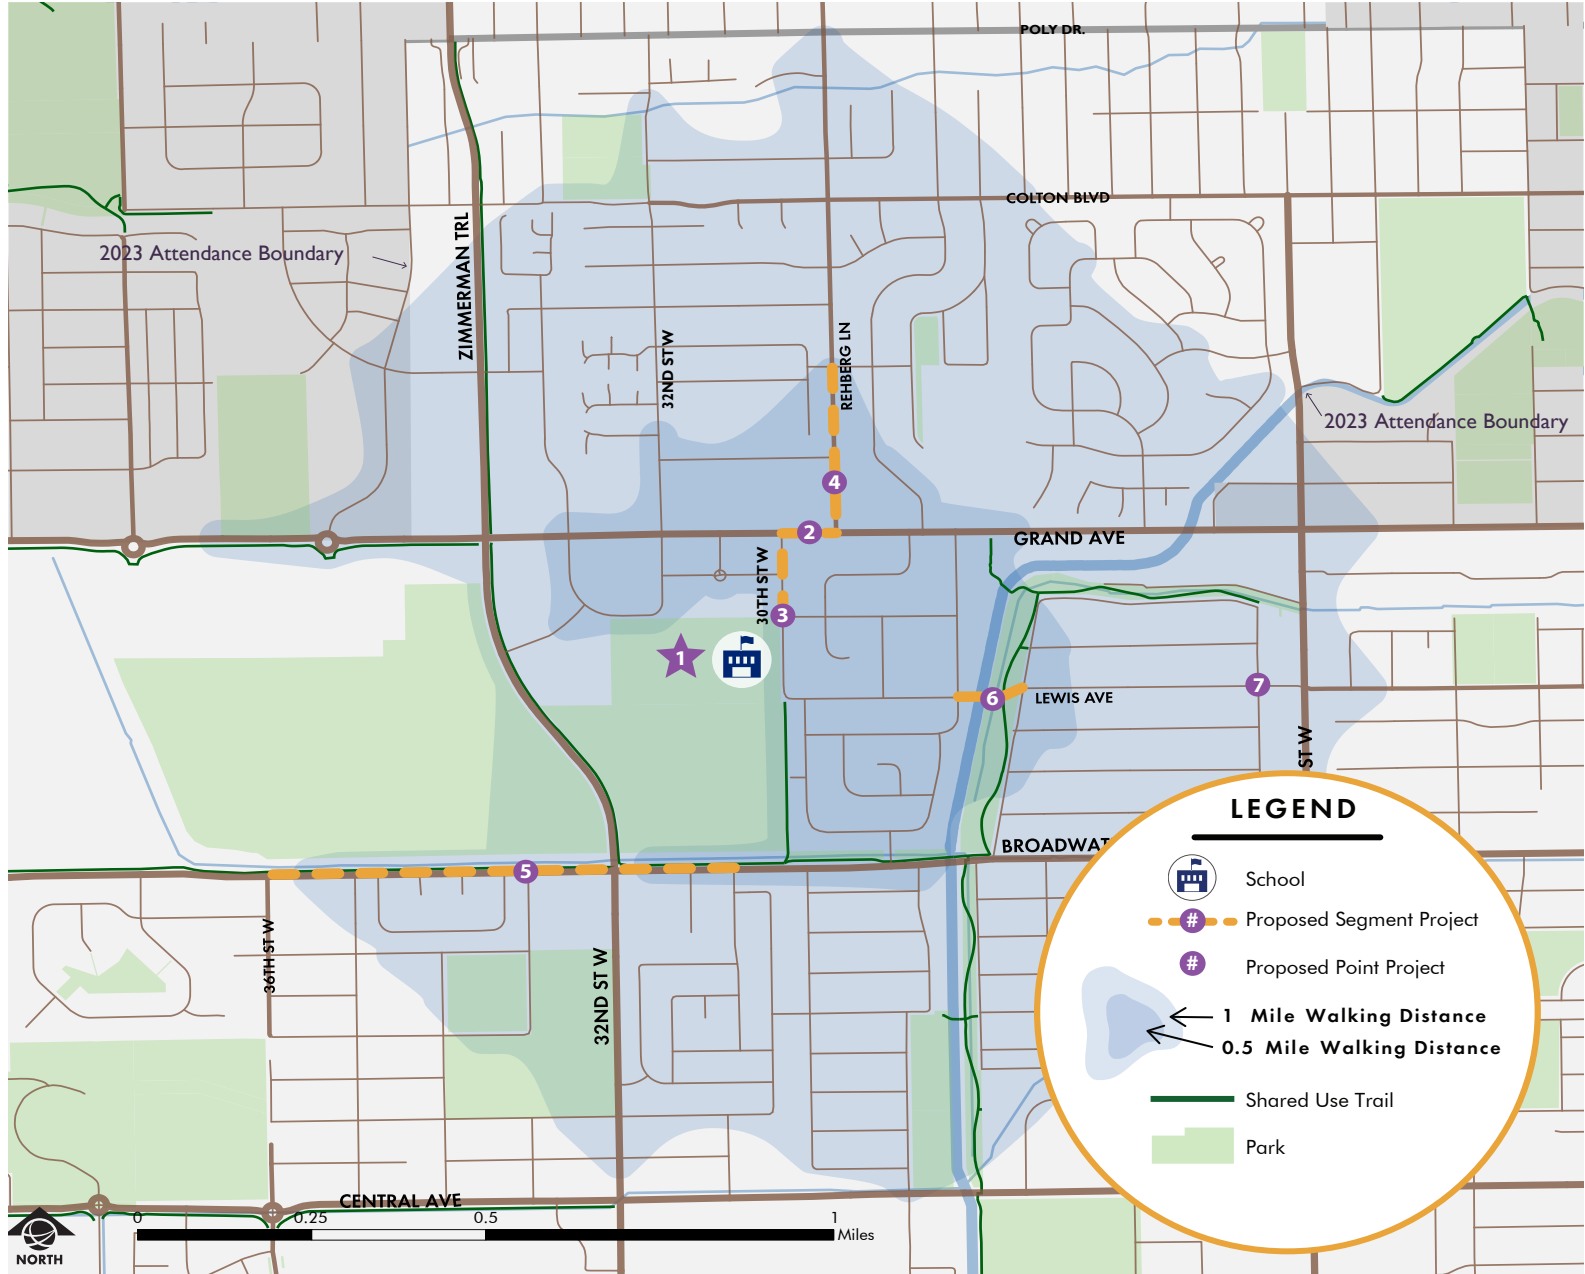 POLY DR.
COLTON BLVD
2023 Attendance Boundary
ZIMMERMAN TRL
32ND ST W
REHBERG LN
2023 Attendance Boundary
4
2
GRAND AVE
30TH ST W
3
1
6
LEWIS AVE
7
ST W
BROADWAT
5
36TH ST W
32ND ST W
CENTRAL AVE
LEGEND
School
# Proposed Segment Project
# Proposed Point Project
1 Mile Walking Distance
0.5 Mile Walking Distance
Shared Use Trail
Park
0 0.25 0.5 1
Miles
NORTH